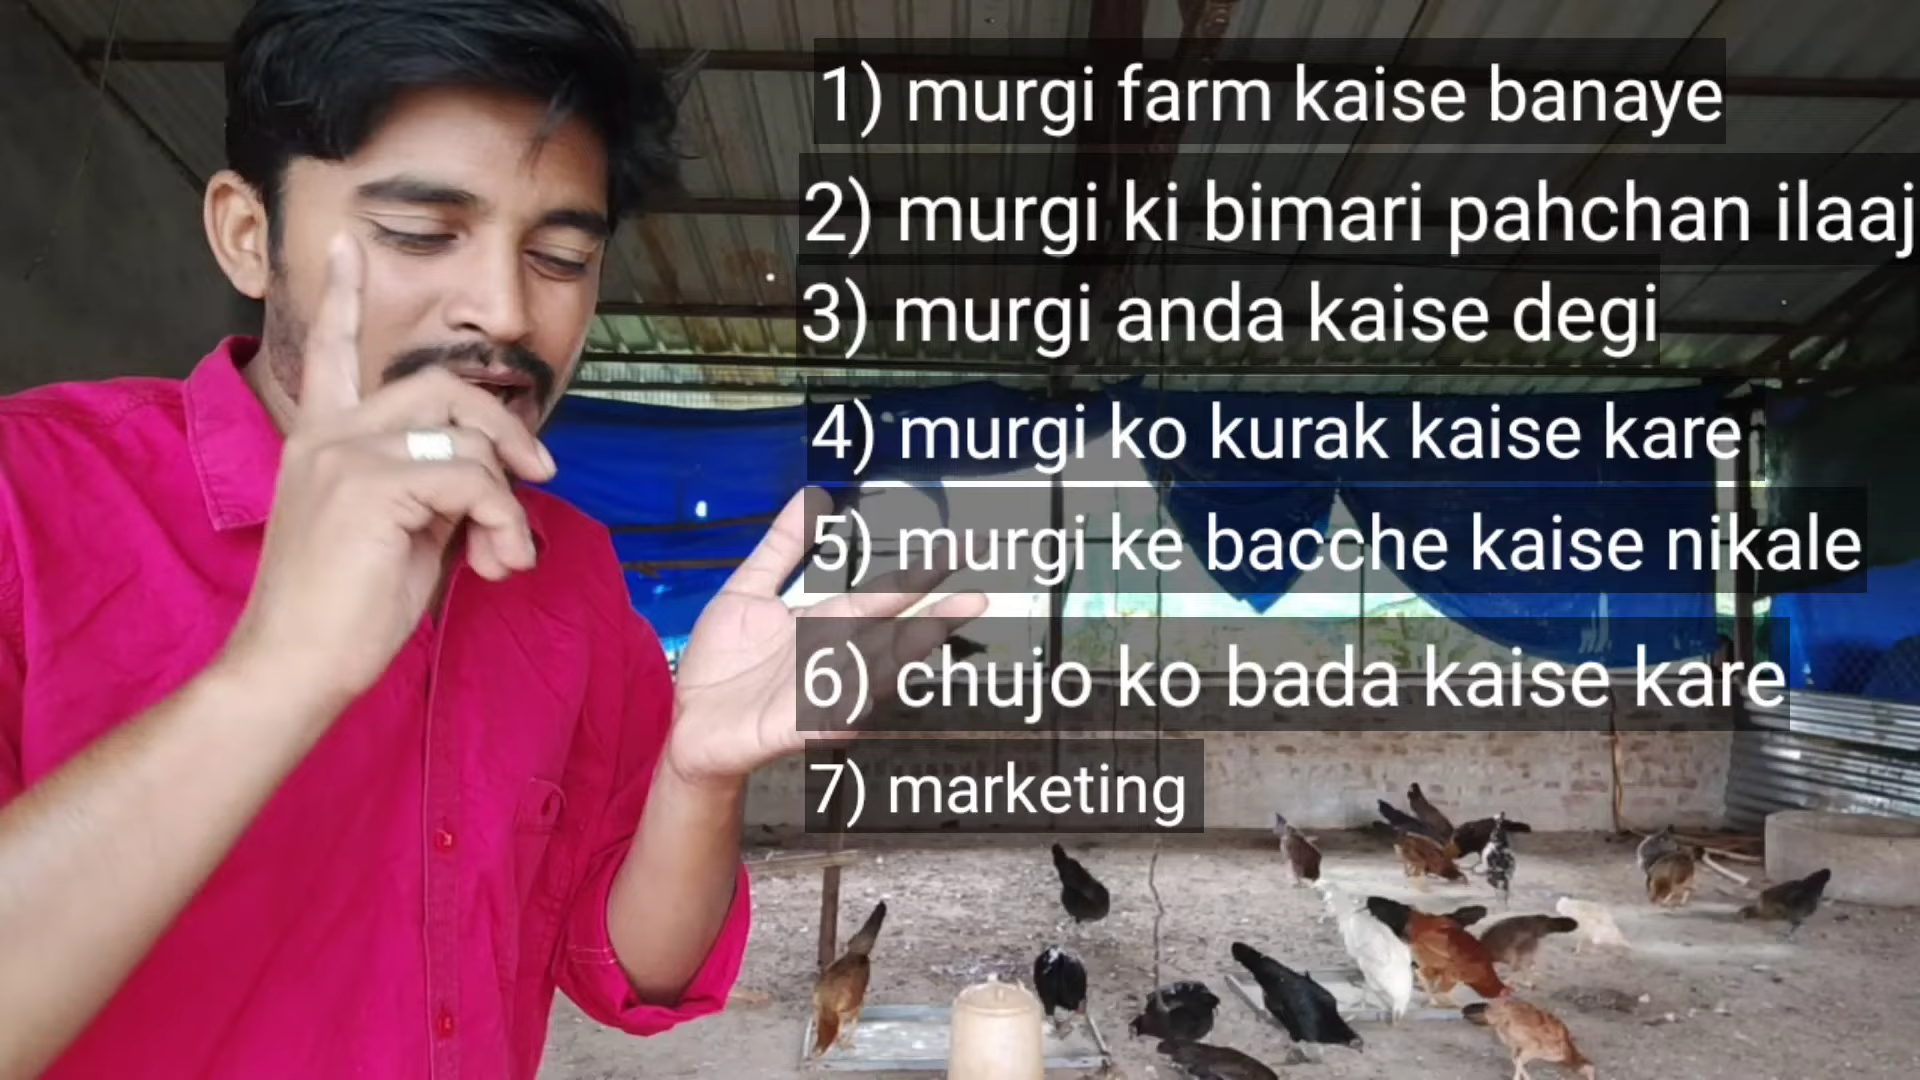 1) murgi farm kaise banaye
2) murgi ki bimari pahchan ilaaj
3) murgi anda kaise degi
4) murgi ko kurak kaise kare
5) murgi ke bacche kaise nikale
6) chujo ko bada kaise kare
7) marketing